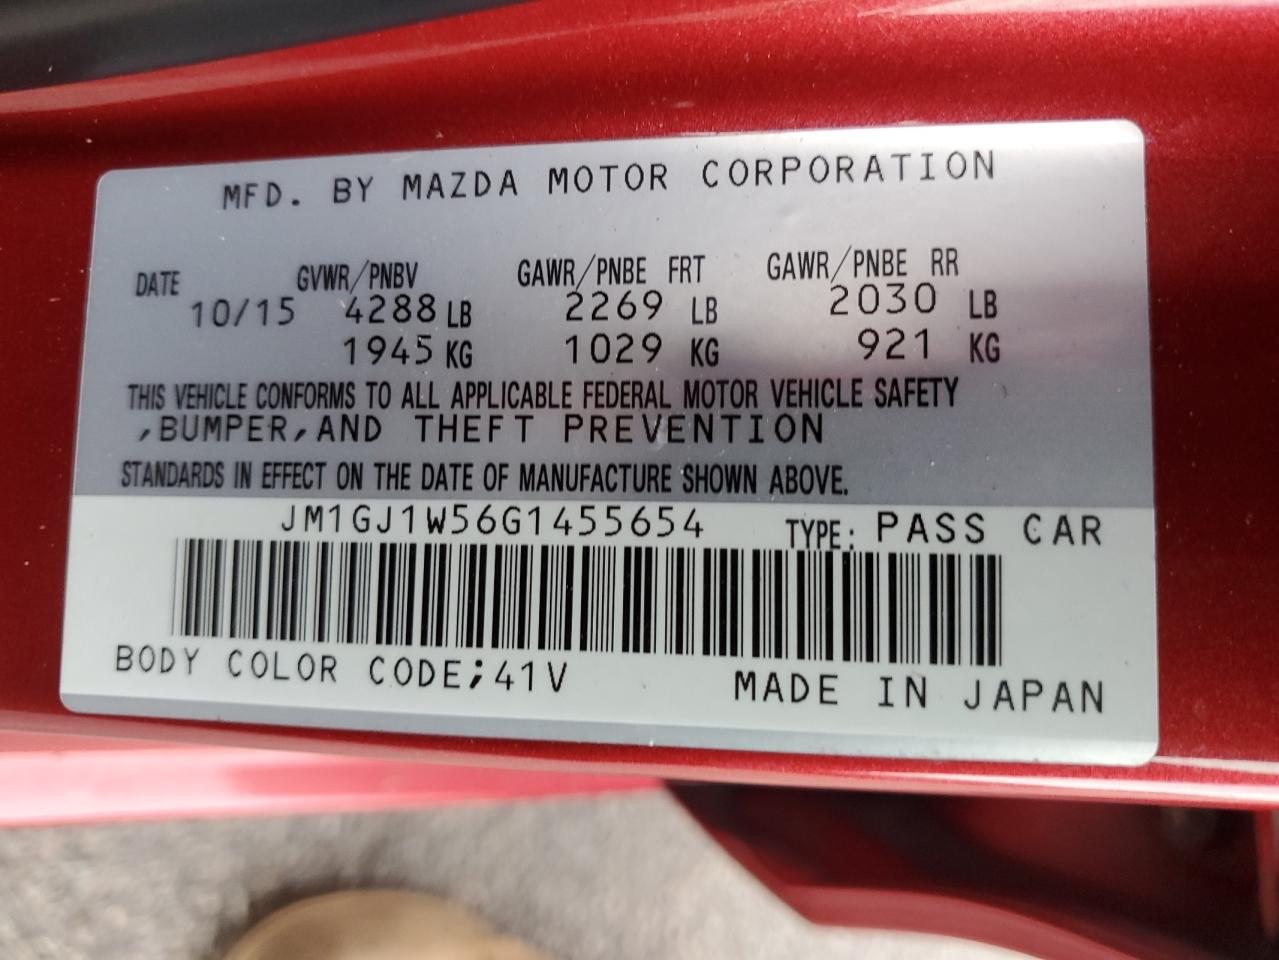 MFD. BY MAZDA MOTOR CORPORATION
DATE GVWR/PNBV GAWR/PNBE FRT GAWR/PNBE RR
10/15 4288 LB 2269 LB 2030 LB
1945 KG 1029 KG 921 KG
THIS VEHICLE CONFORMS TO ALL APPLICABLE FEDERAL MOTOR VEHICLE SAFETY
,BUMPER,AND THEFT PREVENTION
STANDARDS IN EFFECT ON THE DATE OF MANUFACTURE SHOWN ABOVE.
JM1GJ1W56G1455654 TYPE: PASS CAR
BODY COLOR CODE;41V MADE IN JAPAN